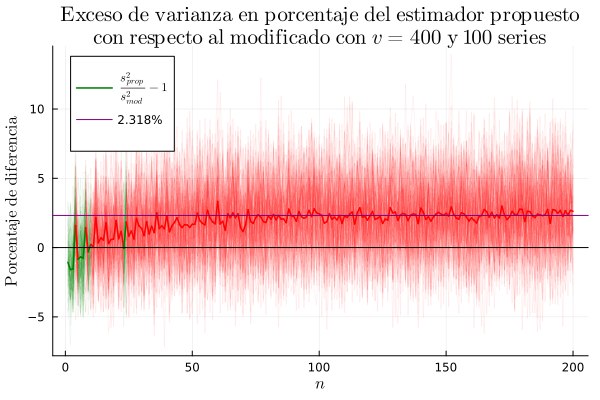 Exceso de varianza en porcentaje del estimador propuesto
con respecto al modificado con v = 400 y 100 series
s²prop / s²mod − 1
2.318%
Porcentaje de diferencia
10
5
0
−5
0 50 100 150 200
n